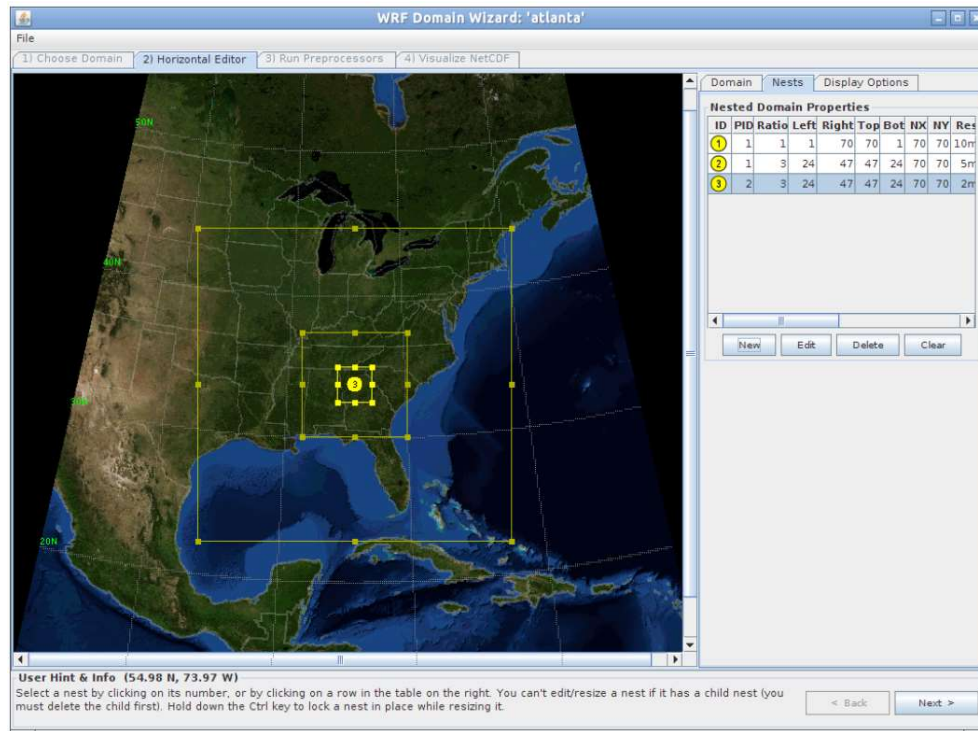 WRF Domain Wizard: 'atlanta'
File
1) Choose Domain 2) Horizontal Editor 3) Run Preprocessors 4) Visualize NetCDF
Domain Nests Display Options
Nested Domain Properties
ID PID Ratio Left Right Top Bot NX NY Res
1 1 1 1 70 70 1 70 70 10m
2 1 3 24 47 47 24 70 70 5m
3 2 3 24 47 47 24 70 70 2m
New Edit Delete Clear
50N
40N
30N
20N
3
User Hint & Info (54.98 N, 73.97 W)
Select a nest by clicking on its number, or by clicking on a row in the table on the right. You can't edit/resize a nest if it has a child nest (you
must delete the child first). Hold down the Ctrl key to lock a nest in place while resizing it.
< Back Next >